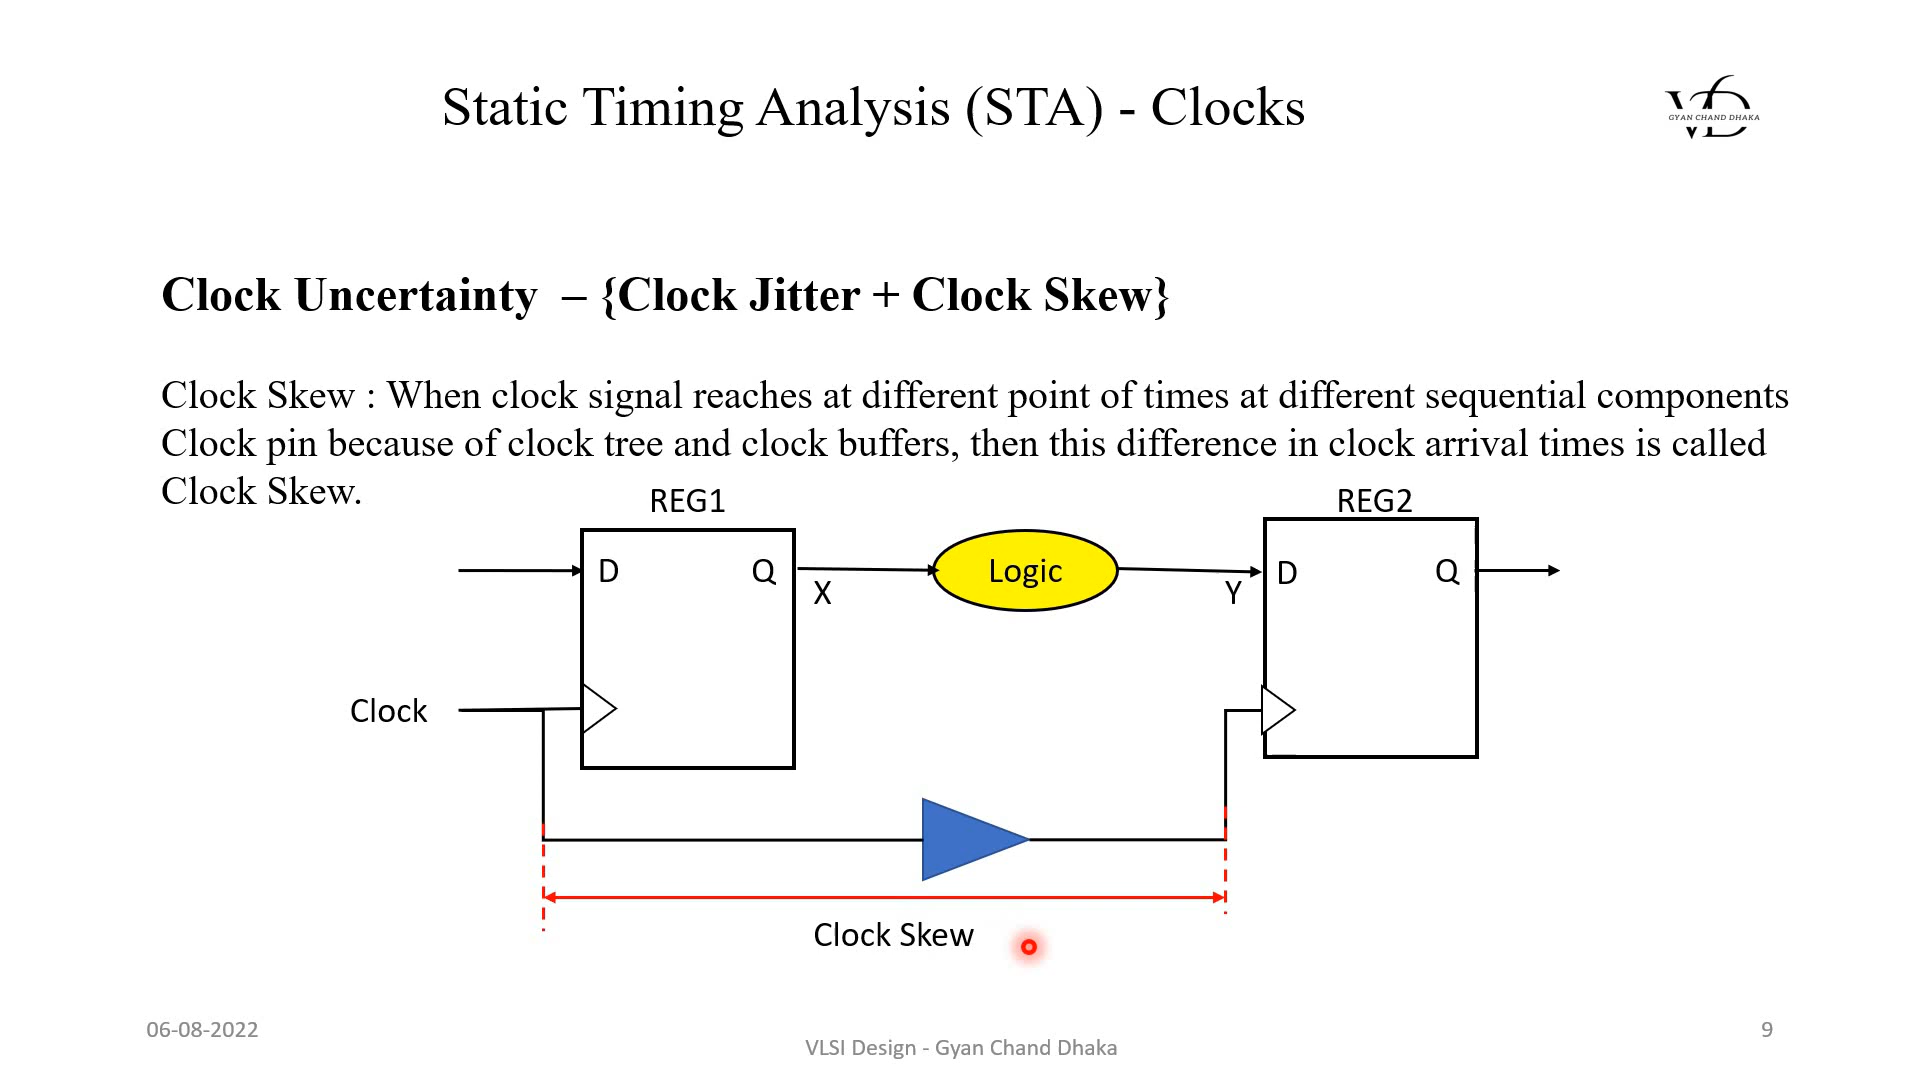 Static Timing Analysis (STA) - Clocks
VD
GYAN CHAND DHAKA
Clock Uncertainty – {Clock Jitter + Clock Skew}
Clock Skew : When clock signal reaches at different point of times at different sequential components
Clock pin because of clock tree and clock buffers, then this difference in clock arrival times is called
Clock Skew.
REG1
REG2
D
Q
X
Logic
Y
D
Q
Clock
Clock Skew
06-08-2022
VLSI Design - Gyan Chand Dhaka
9